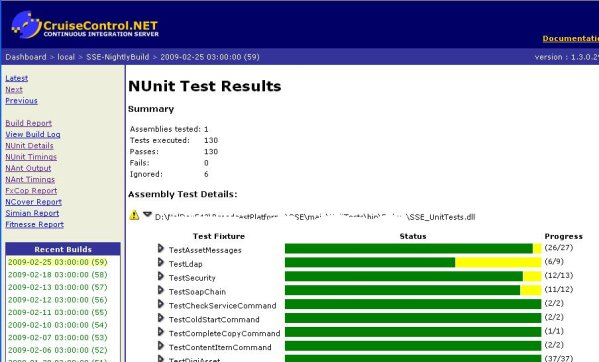 CruiseControl.NET
CONTINUOUS INTEGRATION SERVER
Documentatio
Dashboard > local > SSE-NightlyBuild > 2009-02-25 03:00:00 (59)
version : 1.3.0.29
Latest
Next
Previous
Build Report
View Build Log
NUnit Details
NUnit Timings
NAnt Output
NAnt Timings
FxCop Report
NCover Report
Simian Report
Fitnesse Report
Recent Builds
2009-02-25 03:00:00 (59)
2009-02-18 03:00:00 (58)
2009-02-13 03:00:00 (57)
2009-02-12 03:00:00 (56)
2009-02-11 03:00:00 (55)
2009-02-10 03:00:00 (54)
2009-02-07 03:00:00 (53)
2009-02-06 03:00:00 (52)
NUnit Test Results
Summary
Assemblies tested: 1
Tests executed: 130
Passes: 130
Fails: 0
Ignored: 6
Assembly Test Details:
SSE_UnitTests.dll
Test Fixture Status Progress
TestAssetMessages (26/27)
TestLdap (6/9)
TestSecurity (12/13)
TestSoapChain (11/12)
TestCheckServiceCommand (2/2)
TestColdStartCommand (2/2)
TestCompleteCopyCommand (1/1)
TestContentItemCommand (2/2)
TestDigiAsset (37/37)